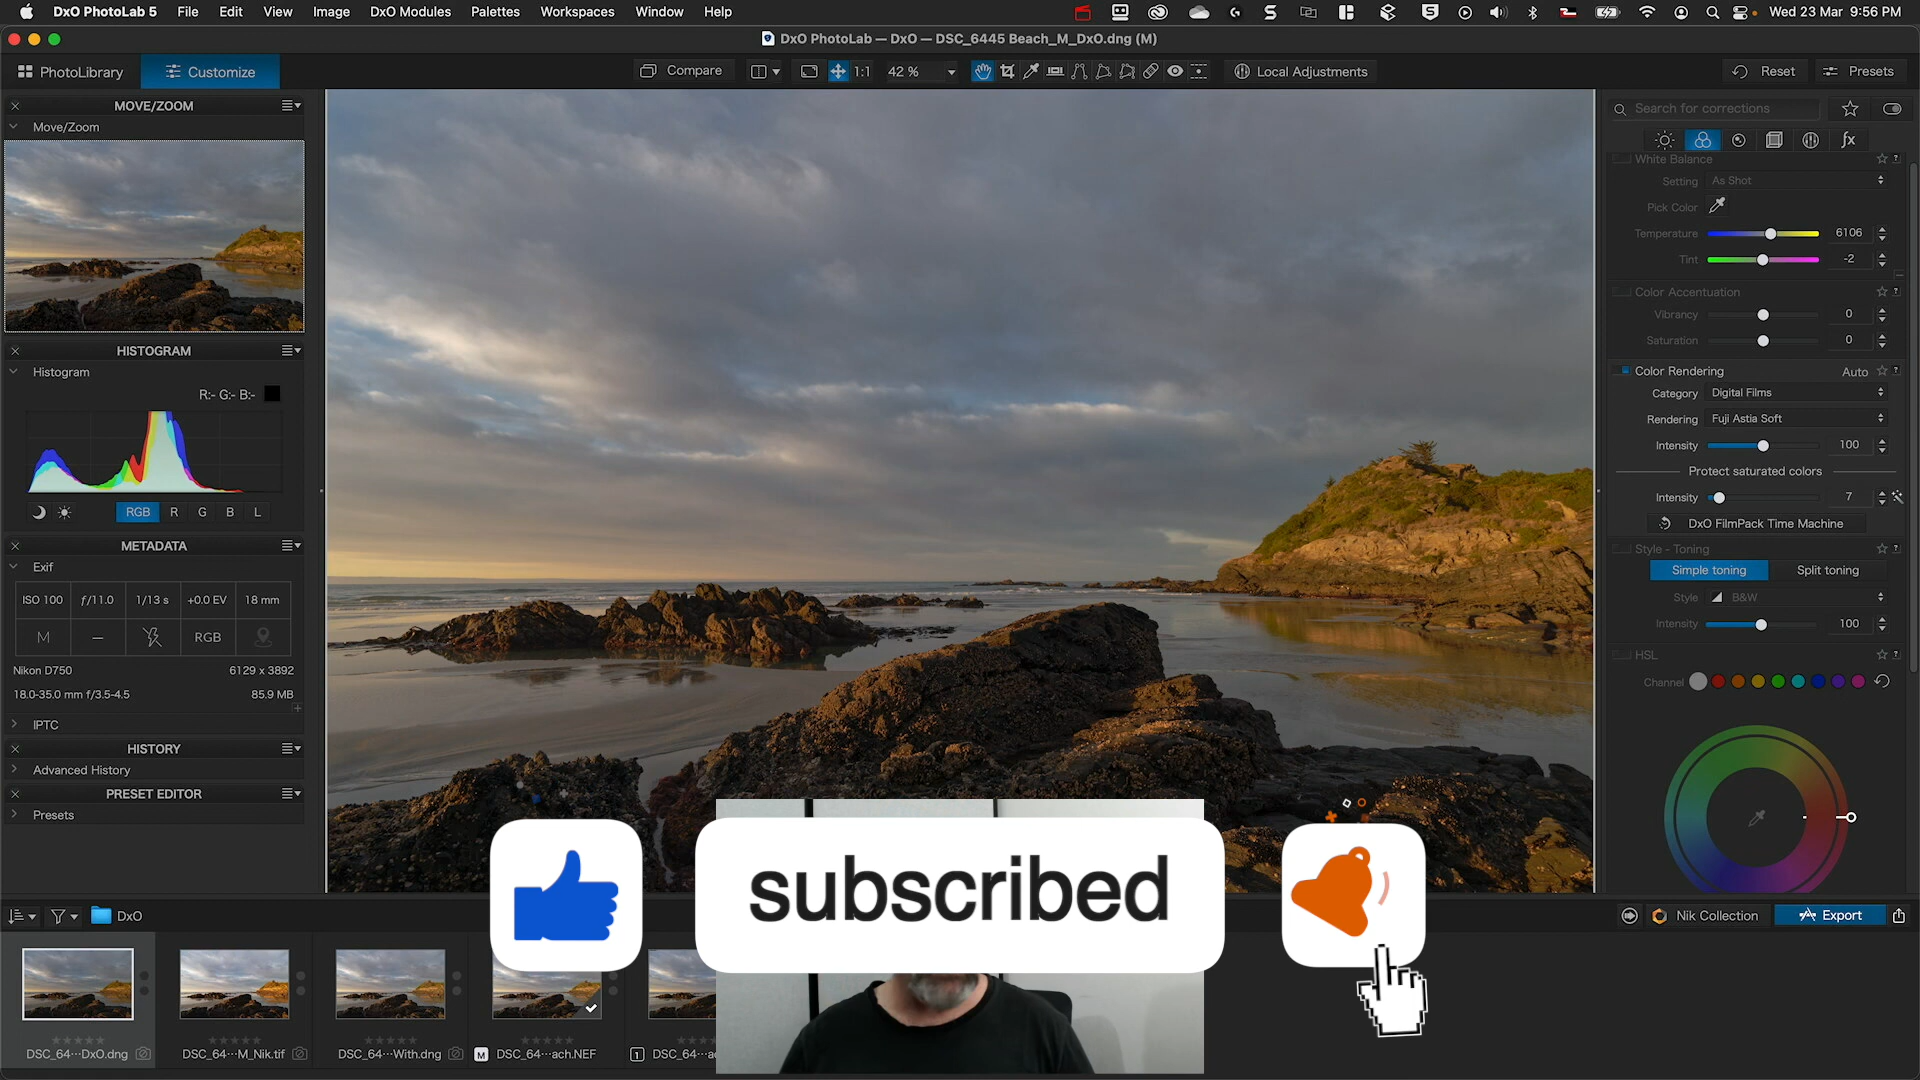 DxO PhotoLab 5 File Edit View Image DxO Modules Palettes Workspaces Window Help Wed 23 Mar 9:56 PM
DxO PhotoLab — DxO — DSC_6445 Beach_M_DxO.dng (M)
PhotoLibrary Customize Compare 1:1 42 % Local Adjustments Reset Presets
MOVE/ZOOM
Move/Zoom
HISTOGRAM
Histogram
R:- G:- B:-
RGB R G B L
METADATA
Exif
ISO 100 ƒ/11.0 1/13 s +0.0 EV 18 mm
M — RGB
Nikon D750 6129 x 3892
18.0-35.0 mm f/3.5-4.5 85.9 MB
IPTC
HISTORY
Advanced History
PRESET EDITOR
Presets
Search for corrections
fx
White Balance
Setting As Shot
Pick Color
Temperature 6106
Tint -2
Color Accentuation
Vibrancy 0
Saturation 0
Color Rendering Auto
Category Digital Films
Rendering Fuji Astia Soft
Intensity 100
Protect saturated colors
Intensity 7
DxO FilmPack Time Machine
Style - Toning
Simple toning Split toning
Style B&W
Intensity 100
HSL
Channel
subscribed
DxO
Nik Collection Export
DSC_64···DxO.dng DSC_64···M_Nik.tif DSC_64···With.dng M DSC_64···ach.NEF 1 DSC_64···